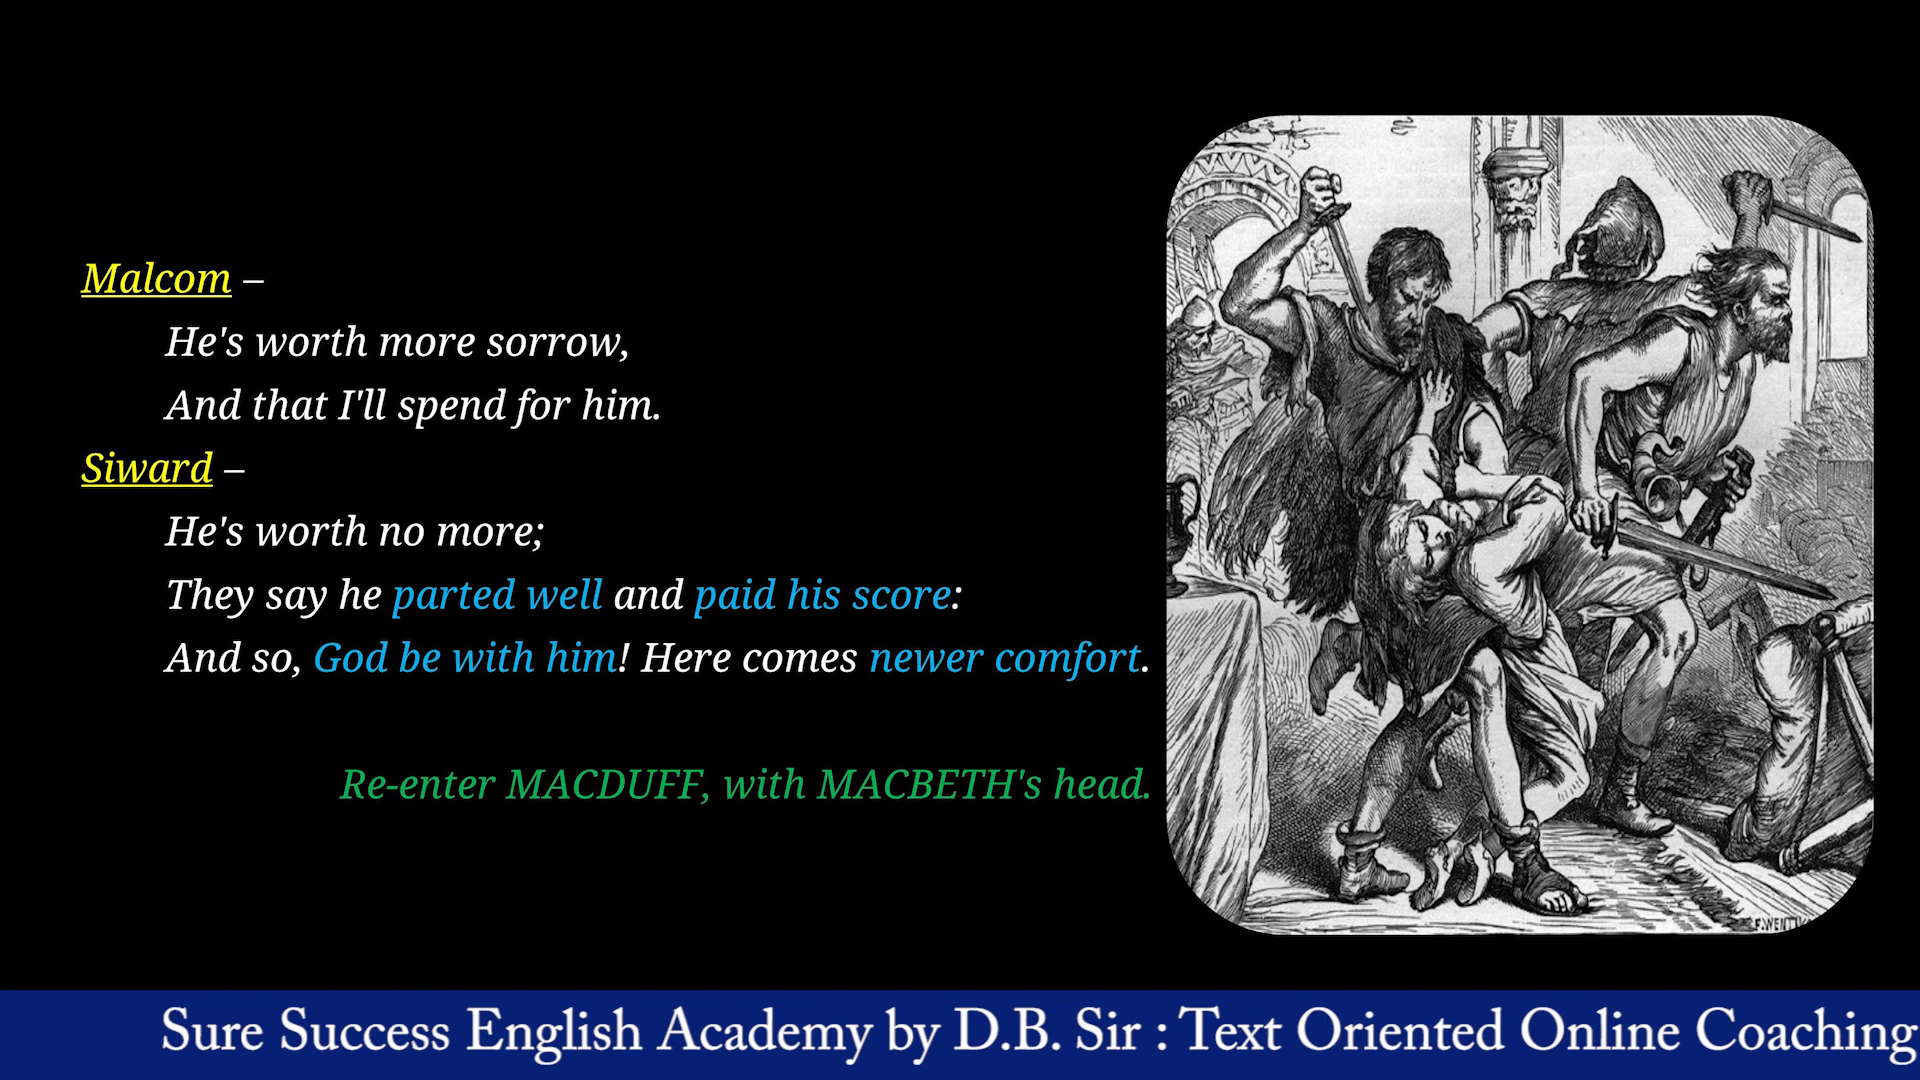 Malcom –
He's worth more sorrow,
And that I'll spend for him.
Siward –
He's worth no more;
They say he parted well and paid his score:
And so, God be with him! Here comes newer comfort.
Re-enter MACDUFF, with MACBETH's head.
Sure Success English Academy by D.B. Sir : Text Oriented Online Coaching